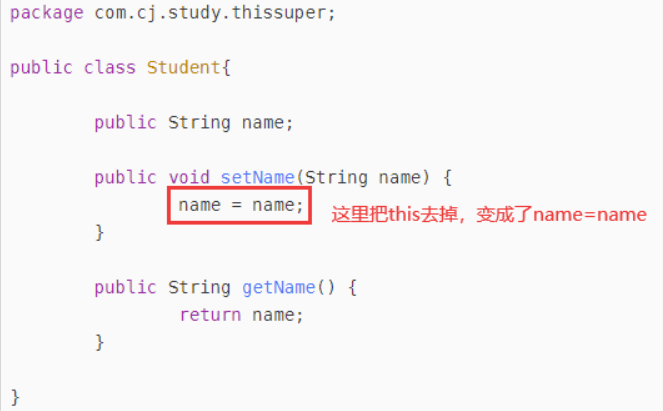 package com.cj.study.thissuper;
public class Student{
public String name;
public void setName(String name) {
name = name;
这里把this去掉，变成了name=name
}
public String getName() {
return name;
}
}